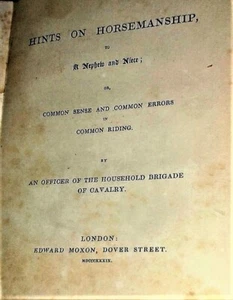 HINTS ON HORSEMANSHIP,
TO
A Nephew and Niece;
OR,
COMMON SENSE AND COMMON ERRORS
IN
COMMON RIDING.
BY
AN OFFICER OF THE HOUSEHOLD BRIGADE
OF CAVALRY.
LONDON:
EDWARD MOXON, DOVER STREET.
MDCCCXXXIX.